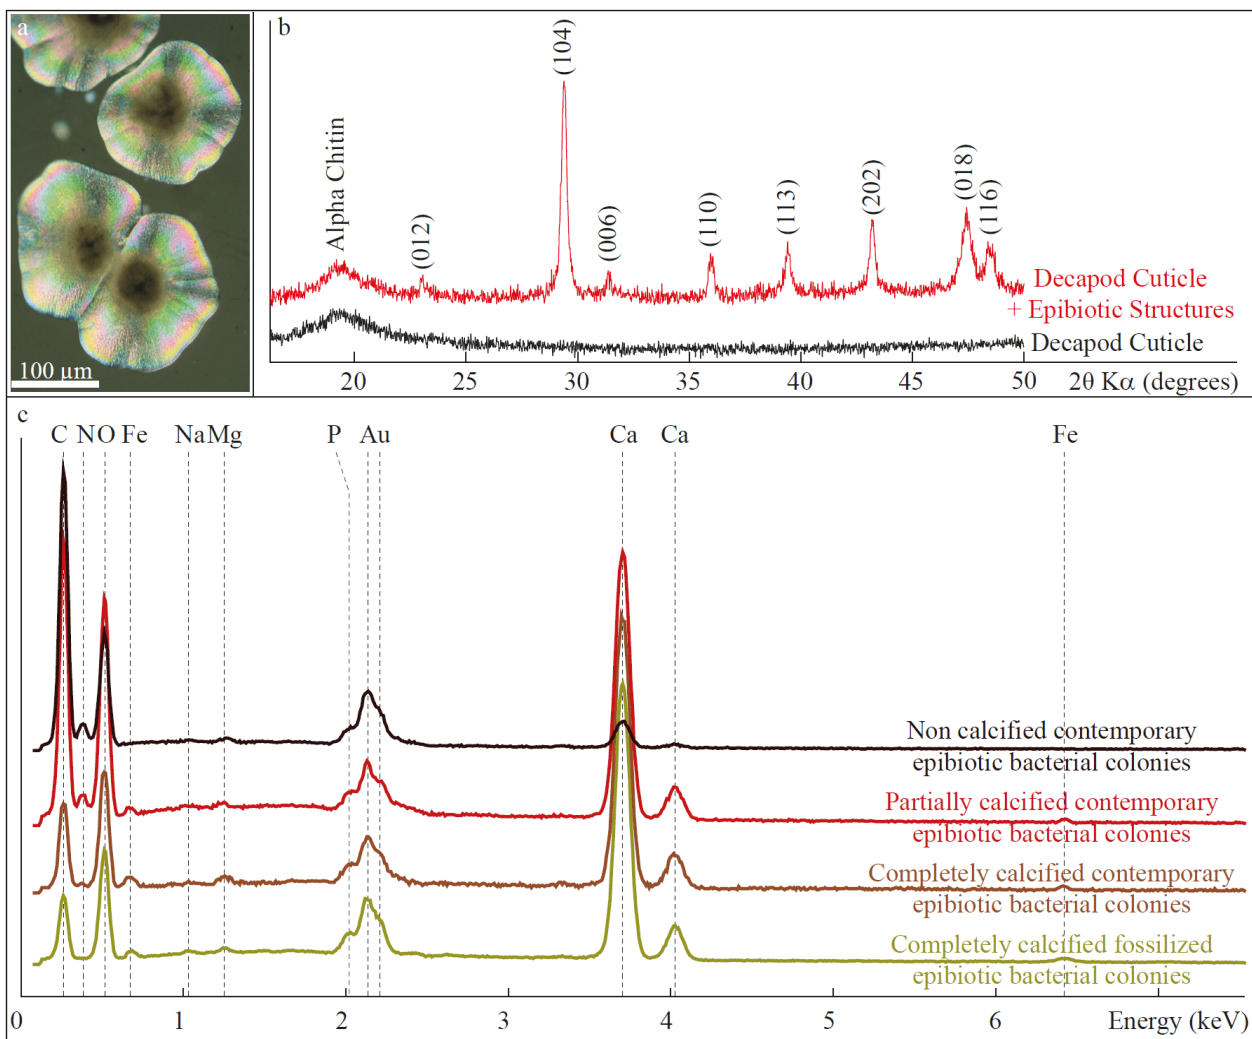 a
100 µm
b
Alpha Chitin
(012)
(104)
(006)
(110)
(113)
(202)
(018)
(116)
Decapod Cuticle
+ Epibiotic Structures
Decapod Cuticle
20 25 30 35 40 45 50 2θ Kα (degrees)
c
C N O Fe Na Mg P Au Ca Ca Fe
Non calcified contemporary
epibiotic bacterial colonies
Partially calcified contemporary
epibiotic bacterial colonies
Completely calcified contemporary
epibiotic bacterial colonies
Completely calcified fossilized
epibiotic bacterial colonies
0 1 2 3 4 5 6 Energy (keV)